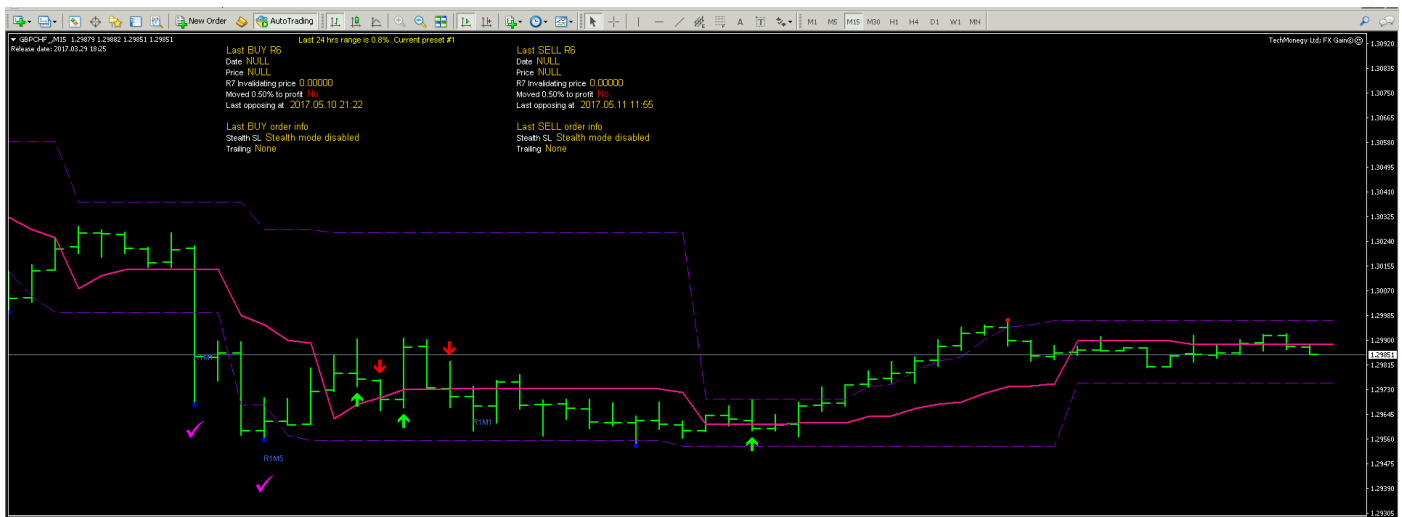 New Order AutoTrading A T M1 M5 M15 M30 H1 H4 D1 W1 MN
GBPCHF_,M15 1.29879 1.29882 1.29851 1.29851
Last 24 hrs range is 0.8%. Current preset #1
TechMonegy Ltd; FX Gain©
Release date: 2017.03.29 18:25
Last BUY R6
Date NULL
Price NULL
R7 Invalidating price 0.00000
Moved 0.50% to profit No
Last opposing at 2017.05.10 21:22
Last BUY order info
Stealth SL Stealth mode disabled
Trailing None
Last SELL R6
Date NULL
Price NULL
R7 Invalidating price 0.00000
Moved 0.50% to profit No
Last opposing at 2017.05.11 11:55
Last SELL order info
Stealth SL Stealth mode disabled
Trailing None
R1M1
R1M5
1.30920
1.30835
1.30750
1.30665
1.30580
1.30495
1.30410
1.30325
1.30240
1.30155
1.30070
1.29985
1.29900
1.29851
1.29815
1.29730
1.29645
1.29560
1.29475
1.29390
1.29305